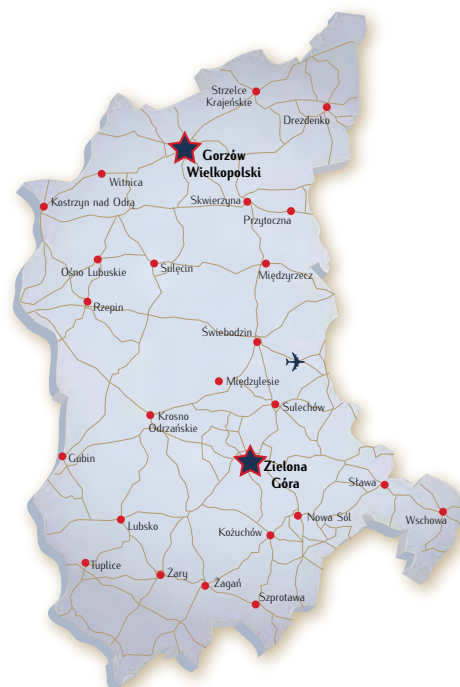 Strzelce
Krajeńskie
Drezdenko
Gorzów
Wielkopolski
Witnica
Skwierzyna
Kostrzyn nad Odrą
Przytoczna
Ośno Lubuskie
Sulęcin
Międzyrzecz
Rzepin
Świebodzin
Międzylesie
Sulechów
Krosno
Odrzańskie
Gubin
Zielona
Góra
Sława
Wschowa
Nowa Sól
Lubsko
Kożuchów
Tuplice
Żary
Żagań
Szprotawa